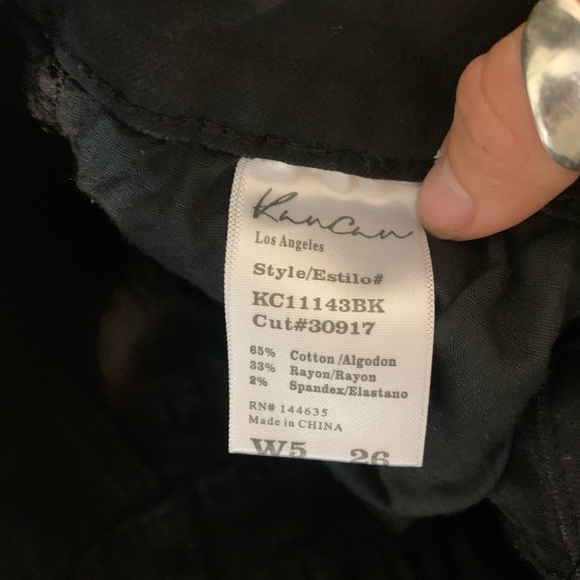 KanCan
Los Angeles
Style/Estilo#
KC11143BK
Cut#30917
65% Cotton/Algodon
33% Rayon/Rayon
2% Spandex/Elastano
RN# 144635
Made in CHINA
W5 26